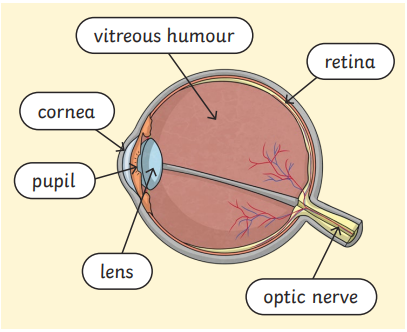 vitreous humour
retina
cornea
pupil
lens
optic nerve